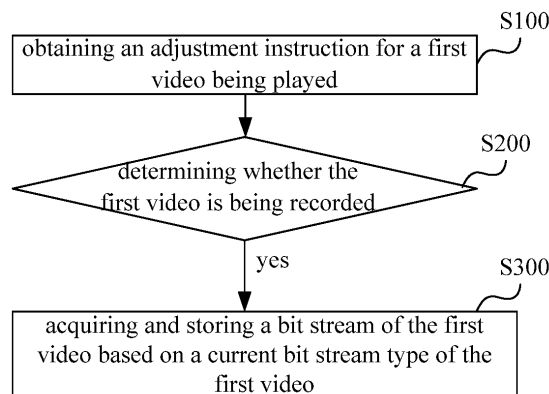 S100
obtaining an adjustment instruction for a first
video being played
S200
determining whether the
first video is being recorded
yes
S300
acquiring and storing a bit stream of the first
video based on a current bit stream type of the
first video